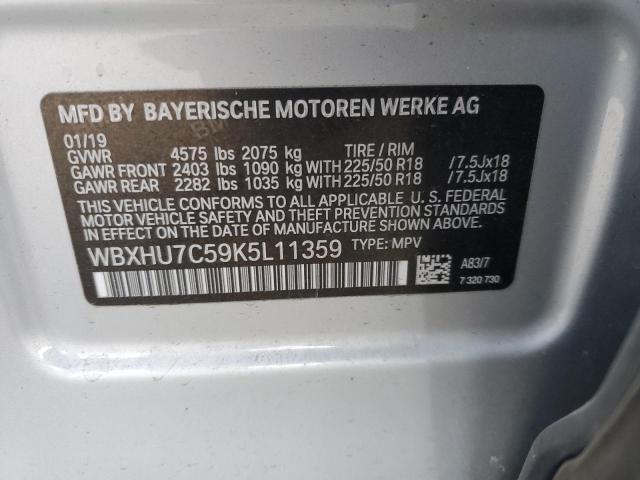 MFD BY BAYERISCHE MOTOREN WERKE AG
01/19
GVWR 4575 lbs 2075 kg TIRE / RIM
GAWR FRONT 2403 lbs 1090 kg WITH 225/50 R18 /7.5Jx18
GAWR REAR 2282 lbs 1035 kg WITH 225/50 R18 /7.5Jx18
THIS VEHICLE CONFORMS TO ALL APPLICABLE U. S. FEDERAL
MOTOR VEHICLE SAFETY AND THEFT PREVENTION STANDARDS
IN EFFECT ON THE DATE OF MANUFACTURE SHOWN ABOVE.
WBXHU7C59K5L11359 TYPE: MPV
A83/7
7 320 730